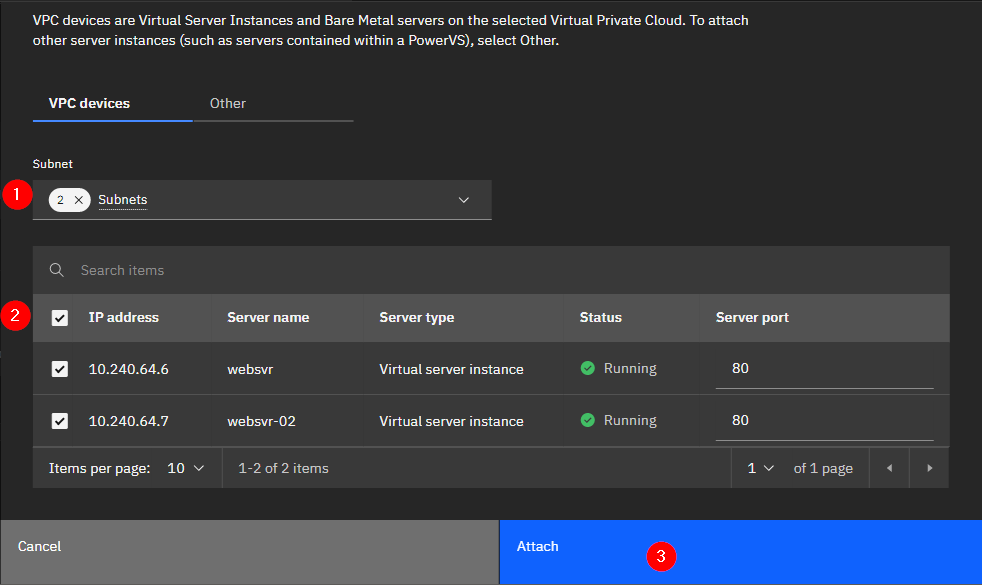 VPC devices are Virtual Server Instances and Bare Metal servers on the selected Virtual Private Cloud. To attach
other server instances (such as servers contained within a PowerVS), select Other.
VPC devices Other
Subnet
1 2 × Subnets
Search items
2 IP address Server name Server type Status Server port
10.240.64.6 websvr Virtual server instance Running 80
10.240.64.7 websvr-02 Virtual server instance Running 80
Items per page: 10 1-2 of 2 items 1 of 1 page
Cancel Attach 3